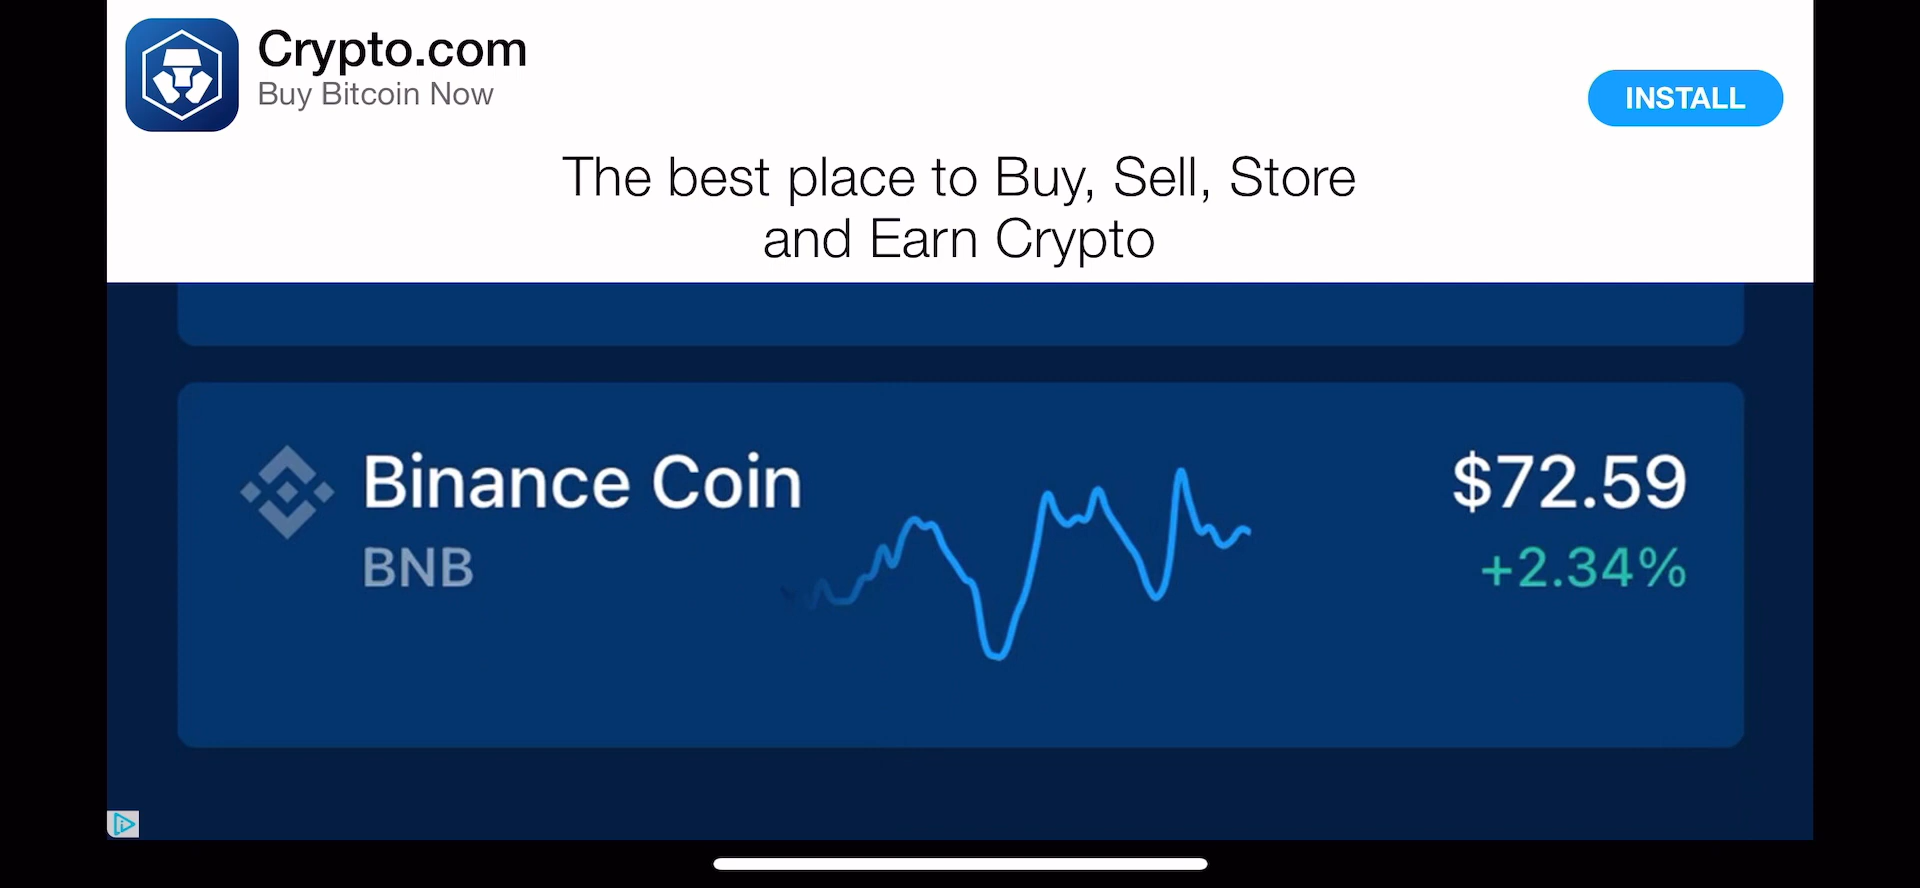 Crypto.com
Buy Bitcoin Now
INSTALL
The best place to Buy, Sell, Store
and Earn Crypto
Binance Coin
$72.59
BNB
+2.34%